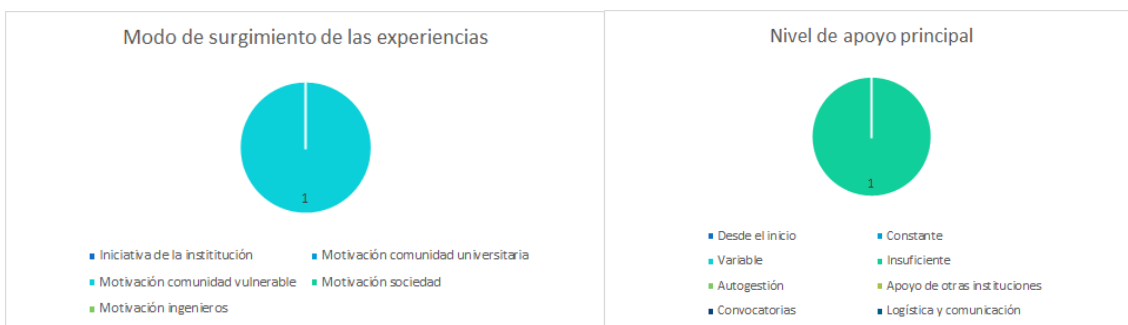 Modo de surgimiento de las experiencias
1
Iniciativa de la instititución
Motivación comunidad universitaria
Motivación comunidad vulnerable
Motivación sociedad
Motivación ingenieros
Nivel de apoyo principal
1
Desde el inicio
Constante
Variable
Insuficiente
Autogestión
Apoyo de otras instituciones
Convocatorias
Logística y comunicación